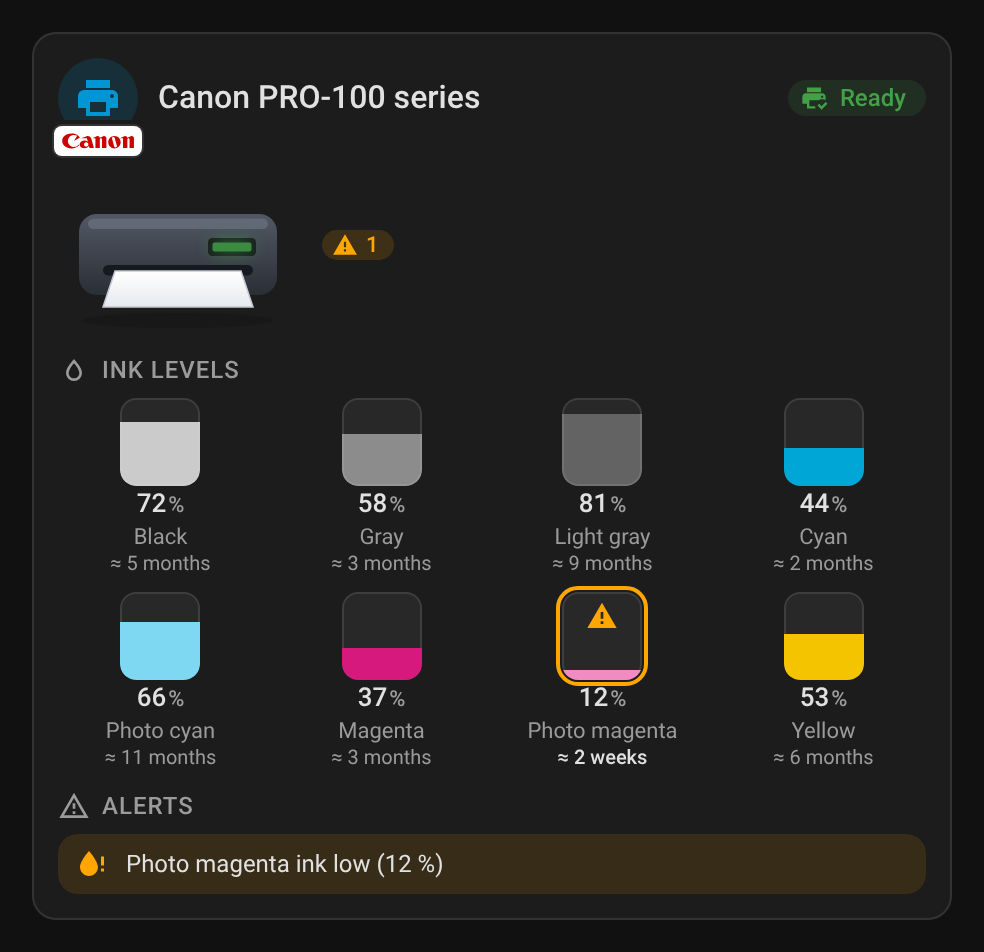 Canon PRO-100 series
Ready
Canon
1
INK LEVELS
72% 58% 81% 44%
Black Gray Light gray Cyan
≈ 5 months ≈ 3 months ≈ 9 months ≈ 2 months
66% 37% 12% 53%
Photo cyan Magenta Photo magenta Yellow
≈ 11 months ≈ 3 months ≈ 2 weeks ≈ 6 months
ALERTS
Photo magenta ink low (12 %)